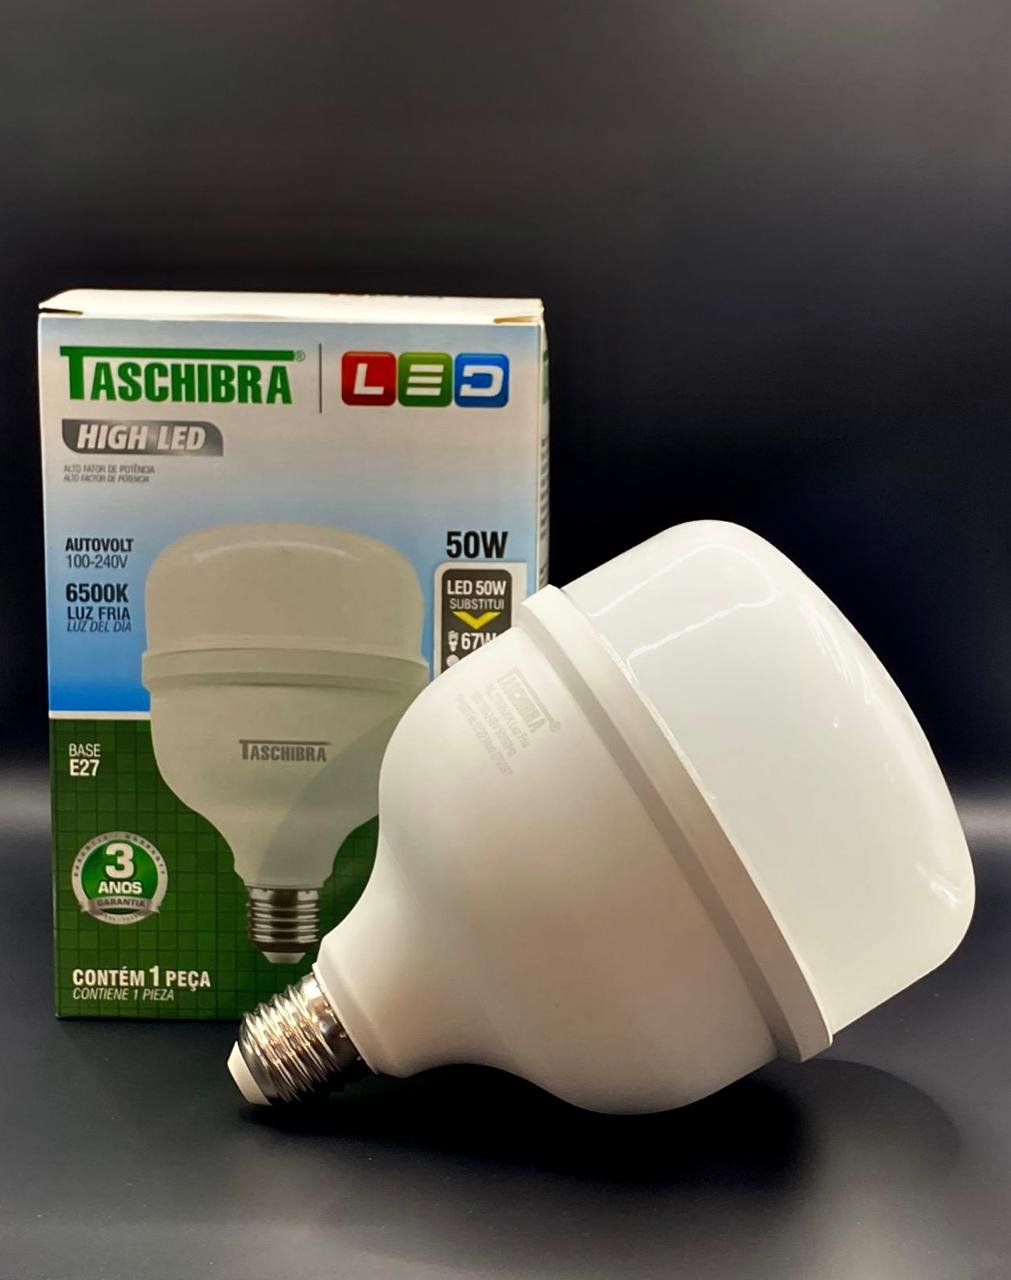 TASCHIBRA® LED
HIGH LED
ALTO FATOR DE POTÊNCIA
ALTO FACTOR DE POTENCIA
AUTOVOLT
100-240V
6500K
LUZ FRIA
LUZ DEL DÍA
50W
LED 50W
SUBSTITUI
67W
TASCHIBRA
BASE
E27
3
ANOS
GARANTIA
CONTÉM 1 PEÇA
CONTIENE 1 PIEZA
TASCHIBRA®